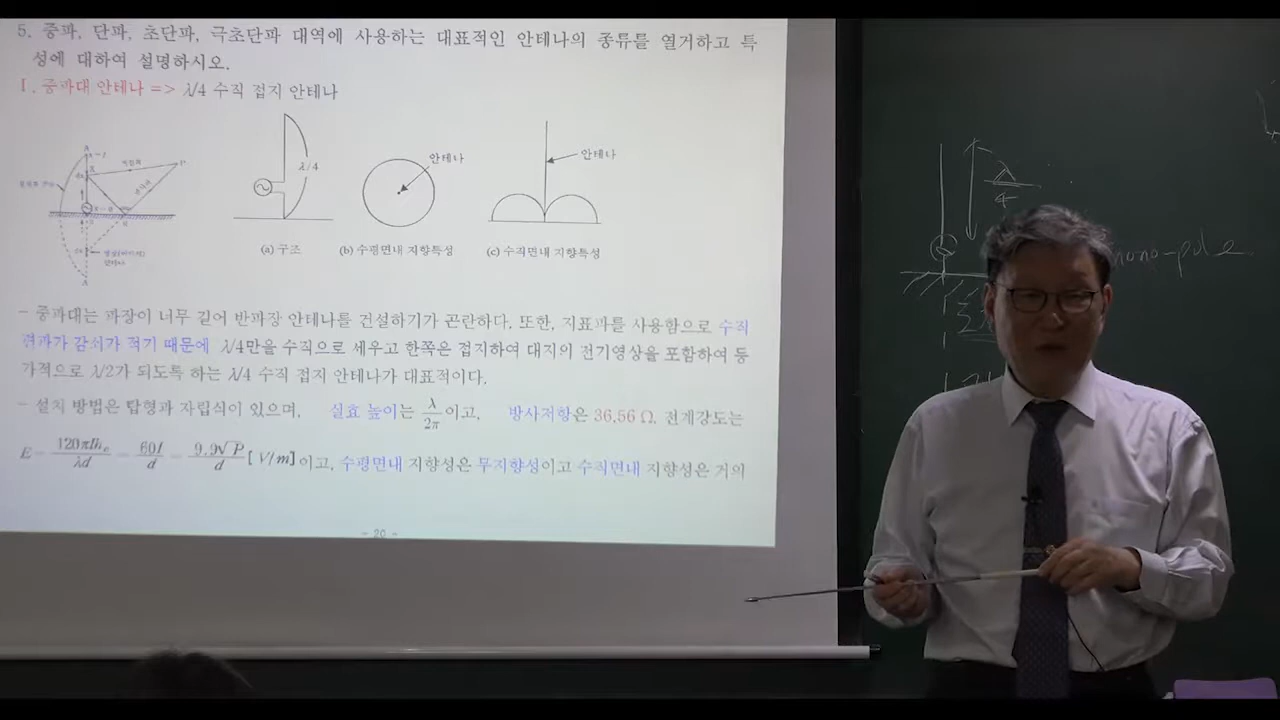 5. 중파, 단파, 초단파, 극초단파 대역에 사용하는 대표적인 안테나의 종류를 열거하고 특
성에 대하여 설명하시오.
Ⅰ. 중파대 안테나 => λ/4 수직 접지 안테나
λ/4
안테나
안테나
(a) 구조
(b) 수평면내 지향특성
(c) 수직면내 지향특성
- 중파대는 파장이 너무 길어 반파장 안테나를 건설하기가 곤란하다. 또한, 지표파를 사용함으로 수직
편파가 감쇠가 적기 때문에 λ/4만을 수직으로 세우고 한쪽은 접지하여 대지의 전기영상을 포함하여 등
가적으로 λ/2가 되도록 하는 λ/4 수직 접지 안테나가 대표적이다.
- 설치 방법은 탑형과 자립식이 있으며, 실효 높이는 λ/2π 이고, 방사저항은 36.56 Ω. 전계강도는
E = 120πIhe/λd = 60I/d = 9.9√P/d [V/m]이고, 수평면내 지향성은 무지향성이고 수직면내 지향성은 거의
- 20 -
λ/4
mono-pole